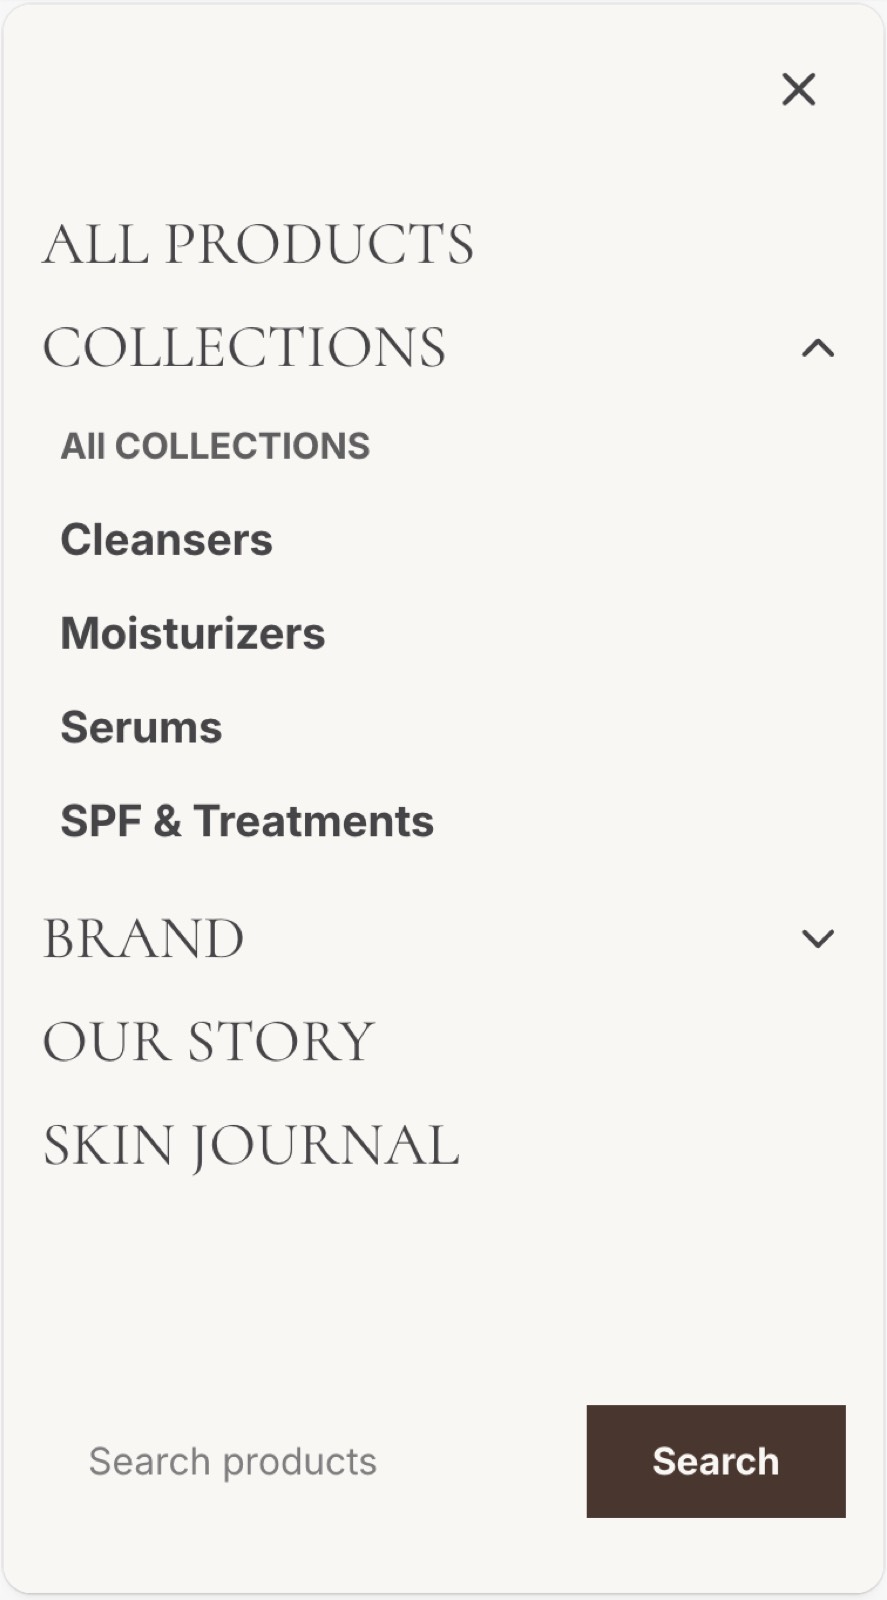 ALL PRODUCTS
COLLECTIONS
All COLLECTIONS
Cleansers
Moisturizers
Serums
SPF & Treatments
BRAND
OUR STORY
SKIN JOURNAL
Search products
Search